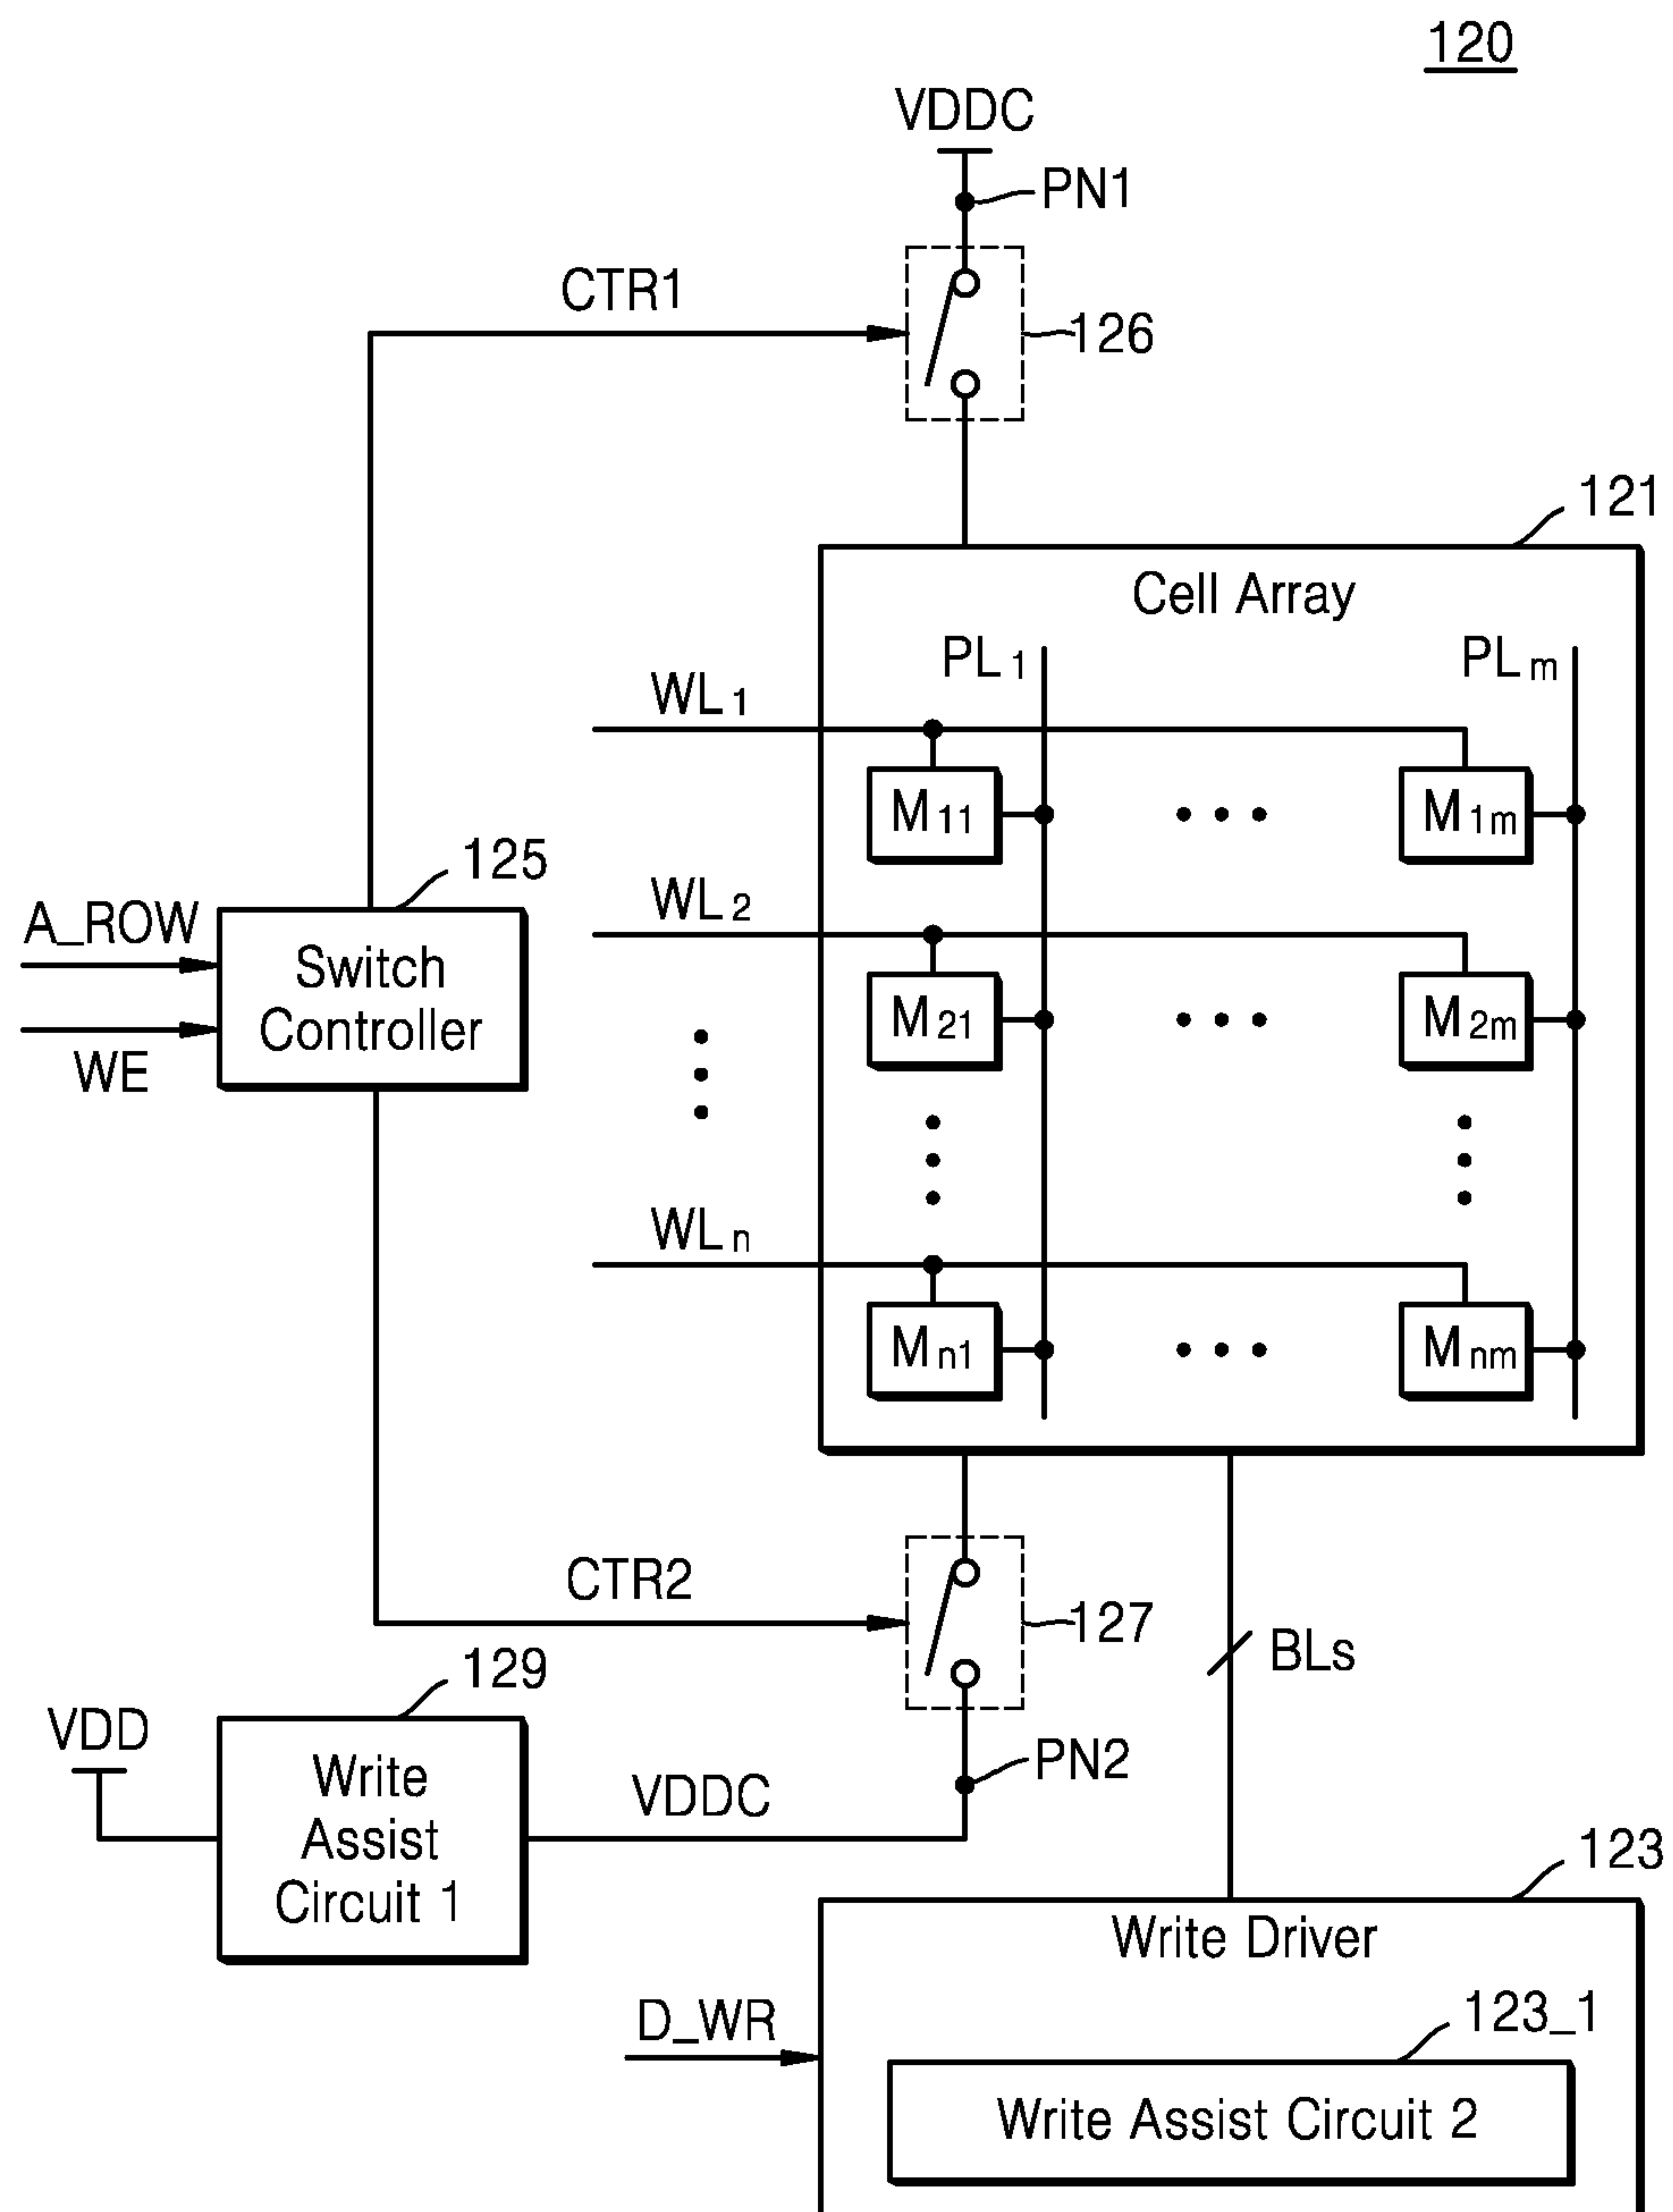 120
VDDC
PN1
CTR1
126
121
Cell Array
PL1 PLm
WL1
M11 M1m
125
A_ROW
WL2
Switch
Controller
M21 M2m
WE
WLn
Mn1 Mnm
CTR2
127
BLs
129
VDD
Write
Assist
Circuit 1
VDDC
PN2
123
Write Driver
D_WR
123_1
Write Assist Circuit 2